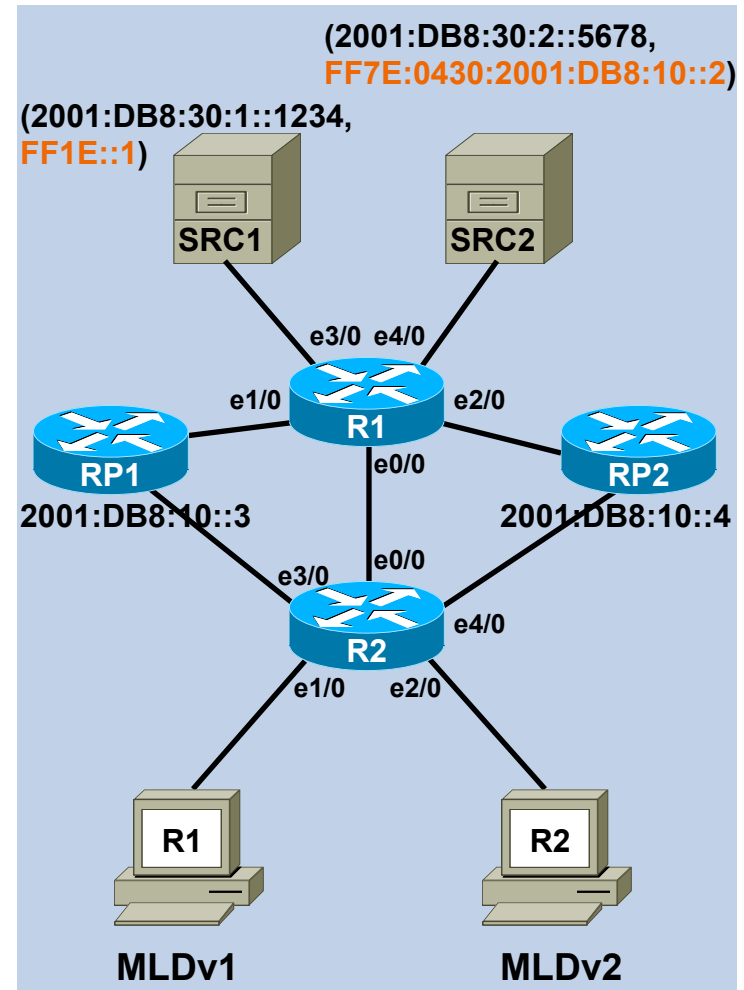 (2001:DB8:30:2::5678,
FF7E:0430:2001:DB8:10::2)
(2001:DB8:30:1::1234,
FF1E::1)
SRC1
SRC2
e3/0
e4/0
e1/0
e2/0
R1
RP1
RP2
e0/0
2001:DB8:10::3
2001:DB8:10::4
e0/0
e3/0
e4/0
R2
e1/0
e2/0
R1
R2
MLDv1
MLDv2